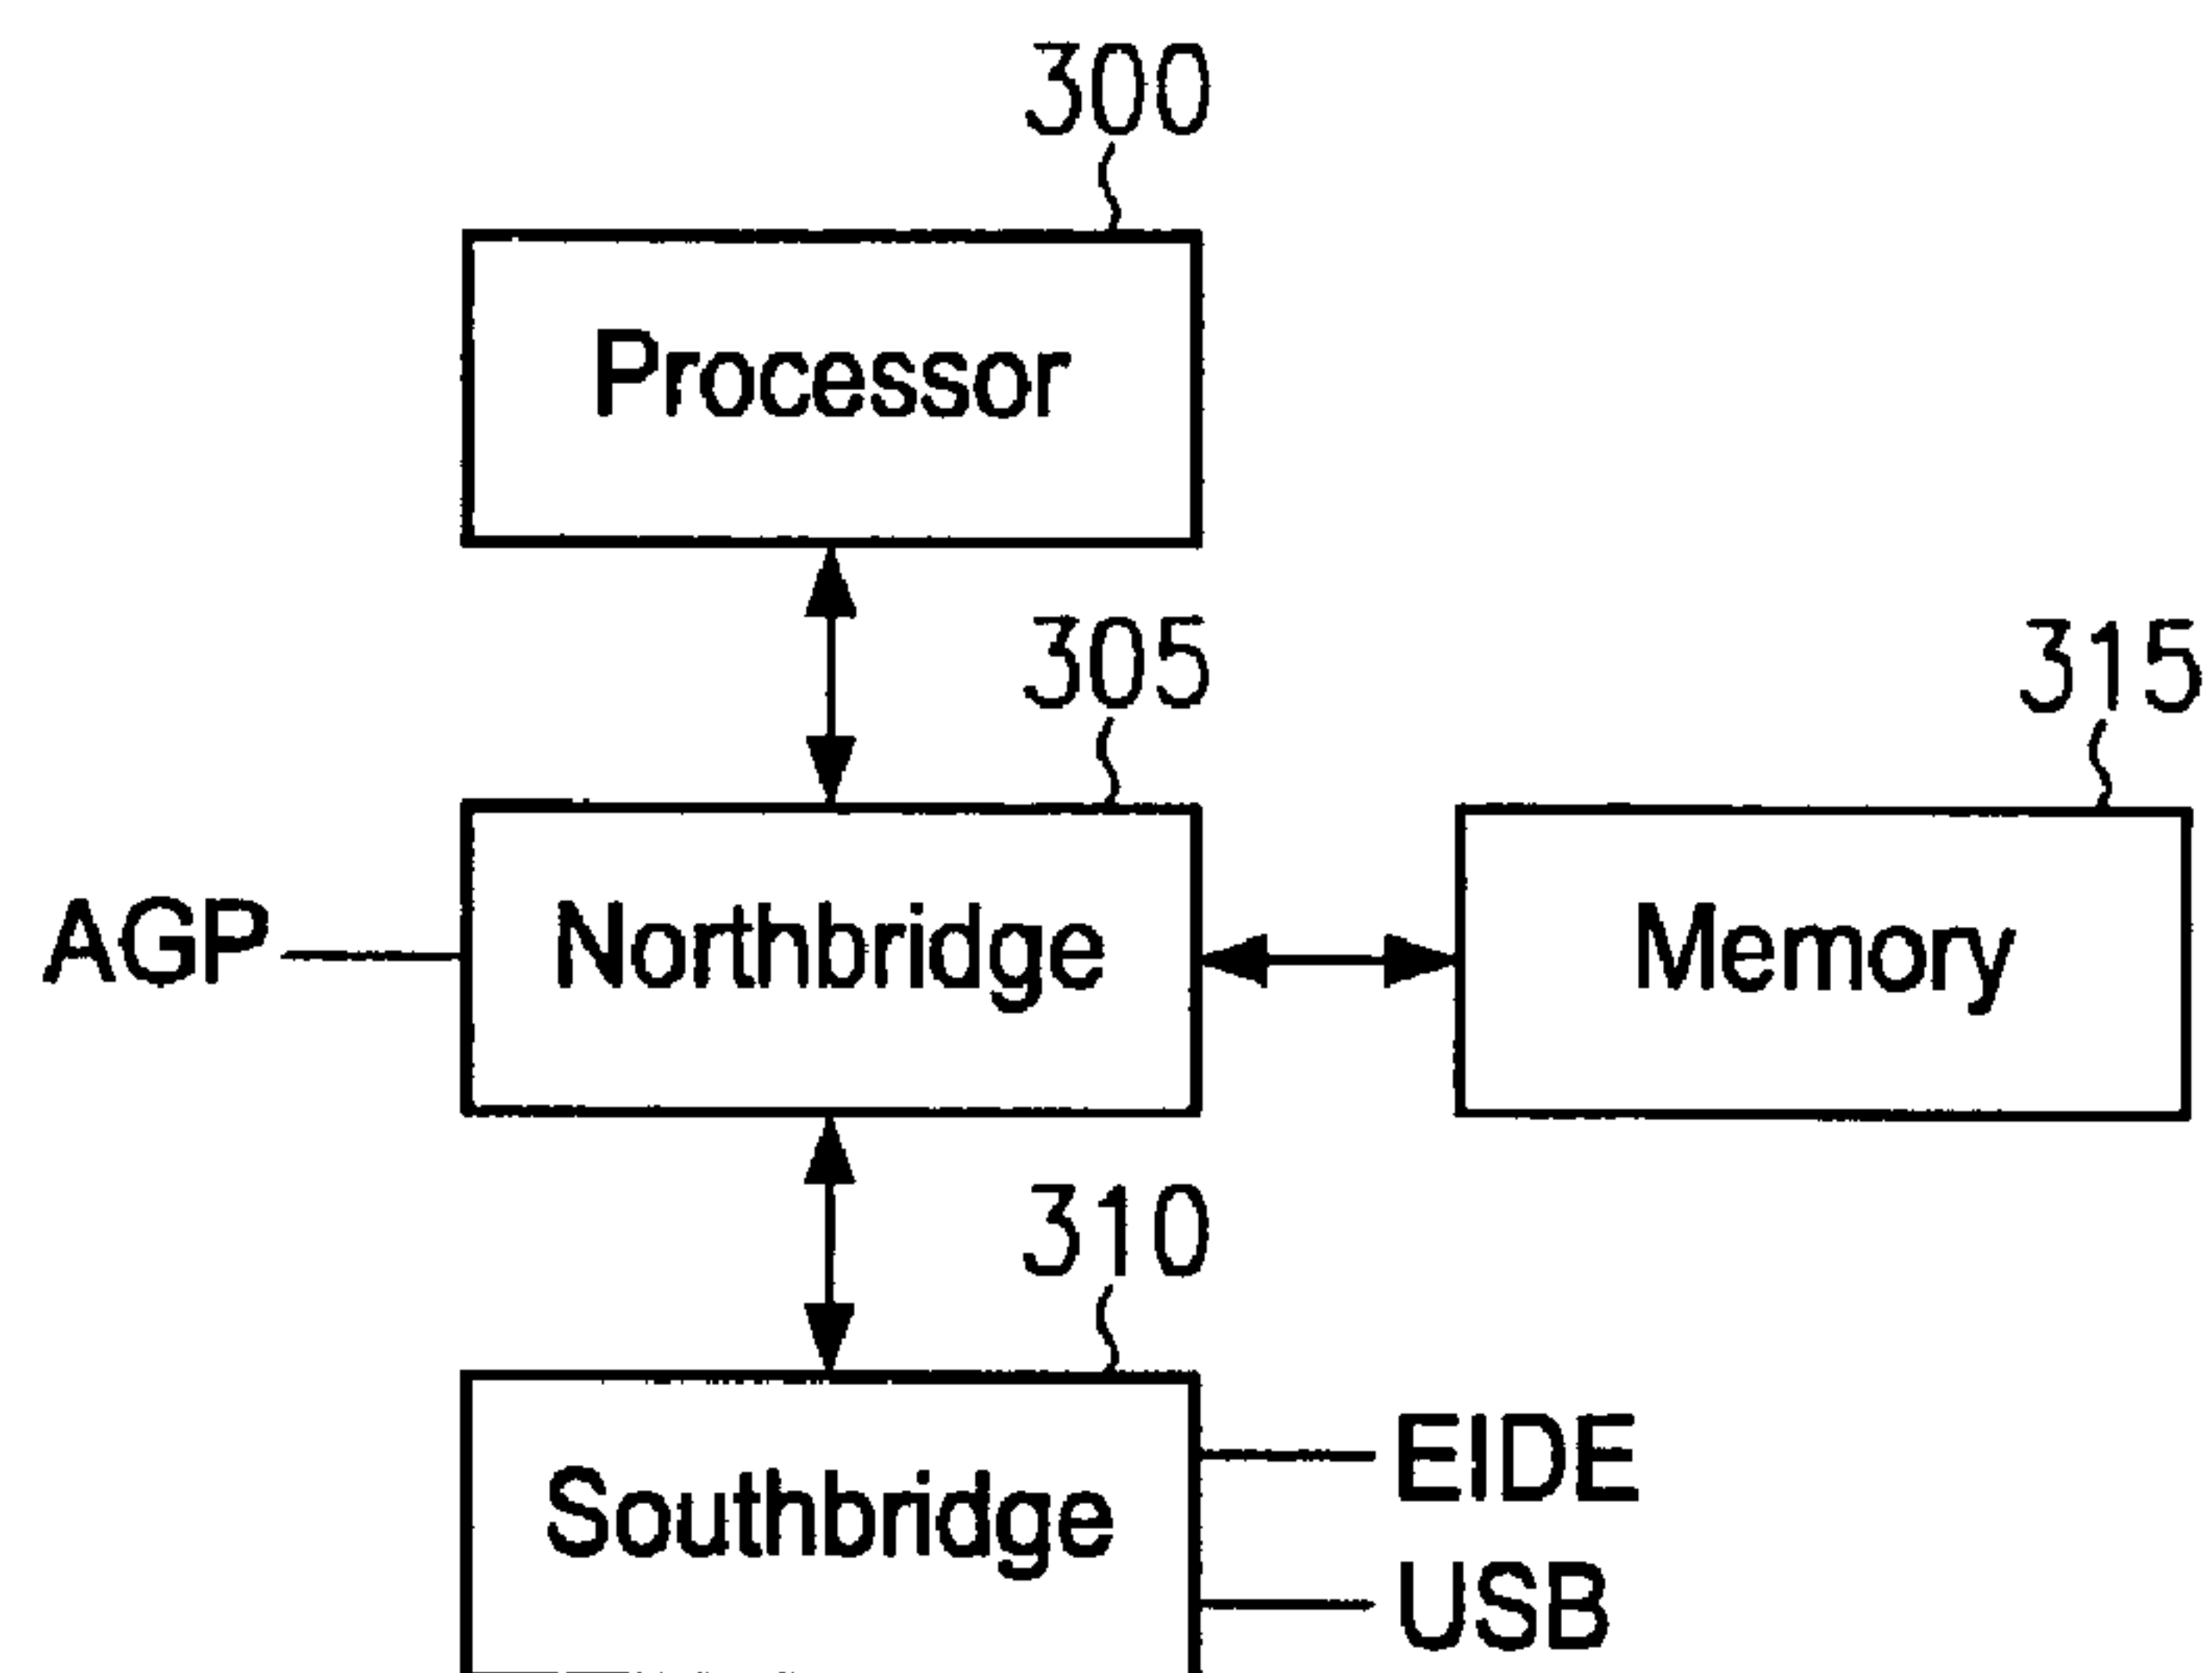 300
Processor
305
315
AGP
Northbridge
Memory
310
Southbridge
EIDE
USB